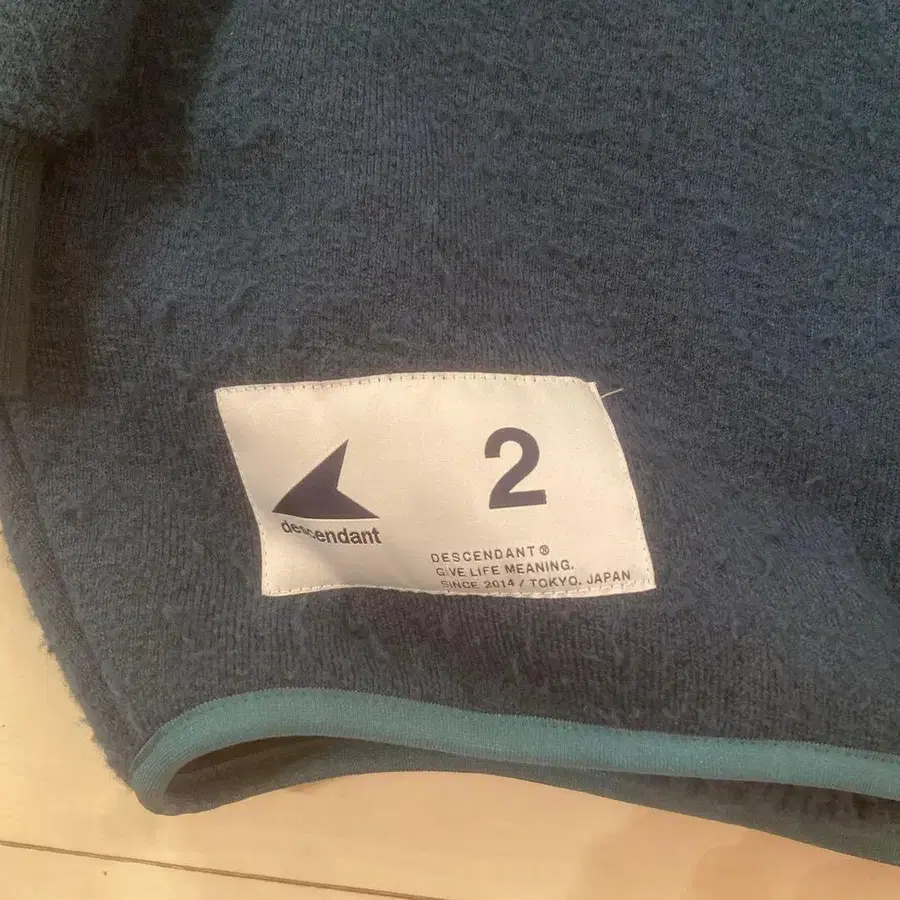 descendant
2
DESCENDANT®
GIVE LIFE MEANING.
SINCE 2014 / TOKYO. JAPAN